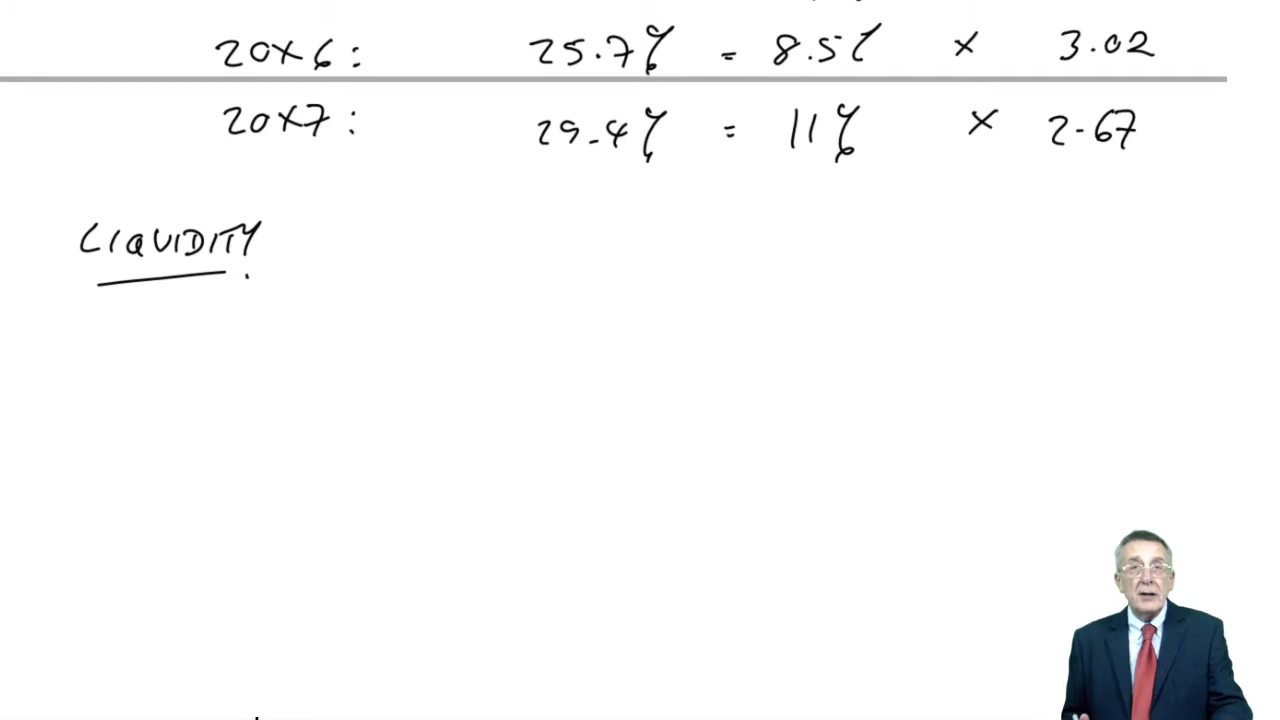 20X6: 25.7% = 8.5% X 3.02
20X7: 29.4% = 11% X 2.67
LIQUIDITY.